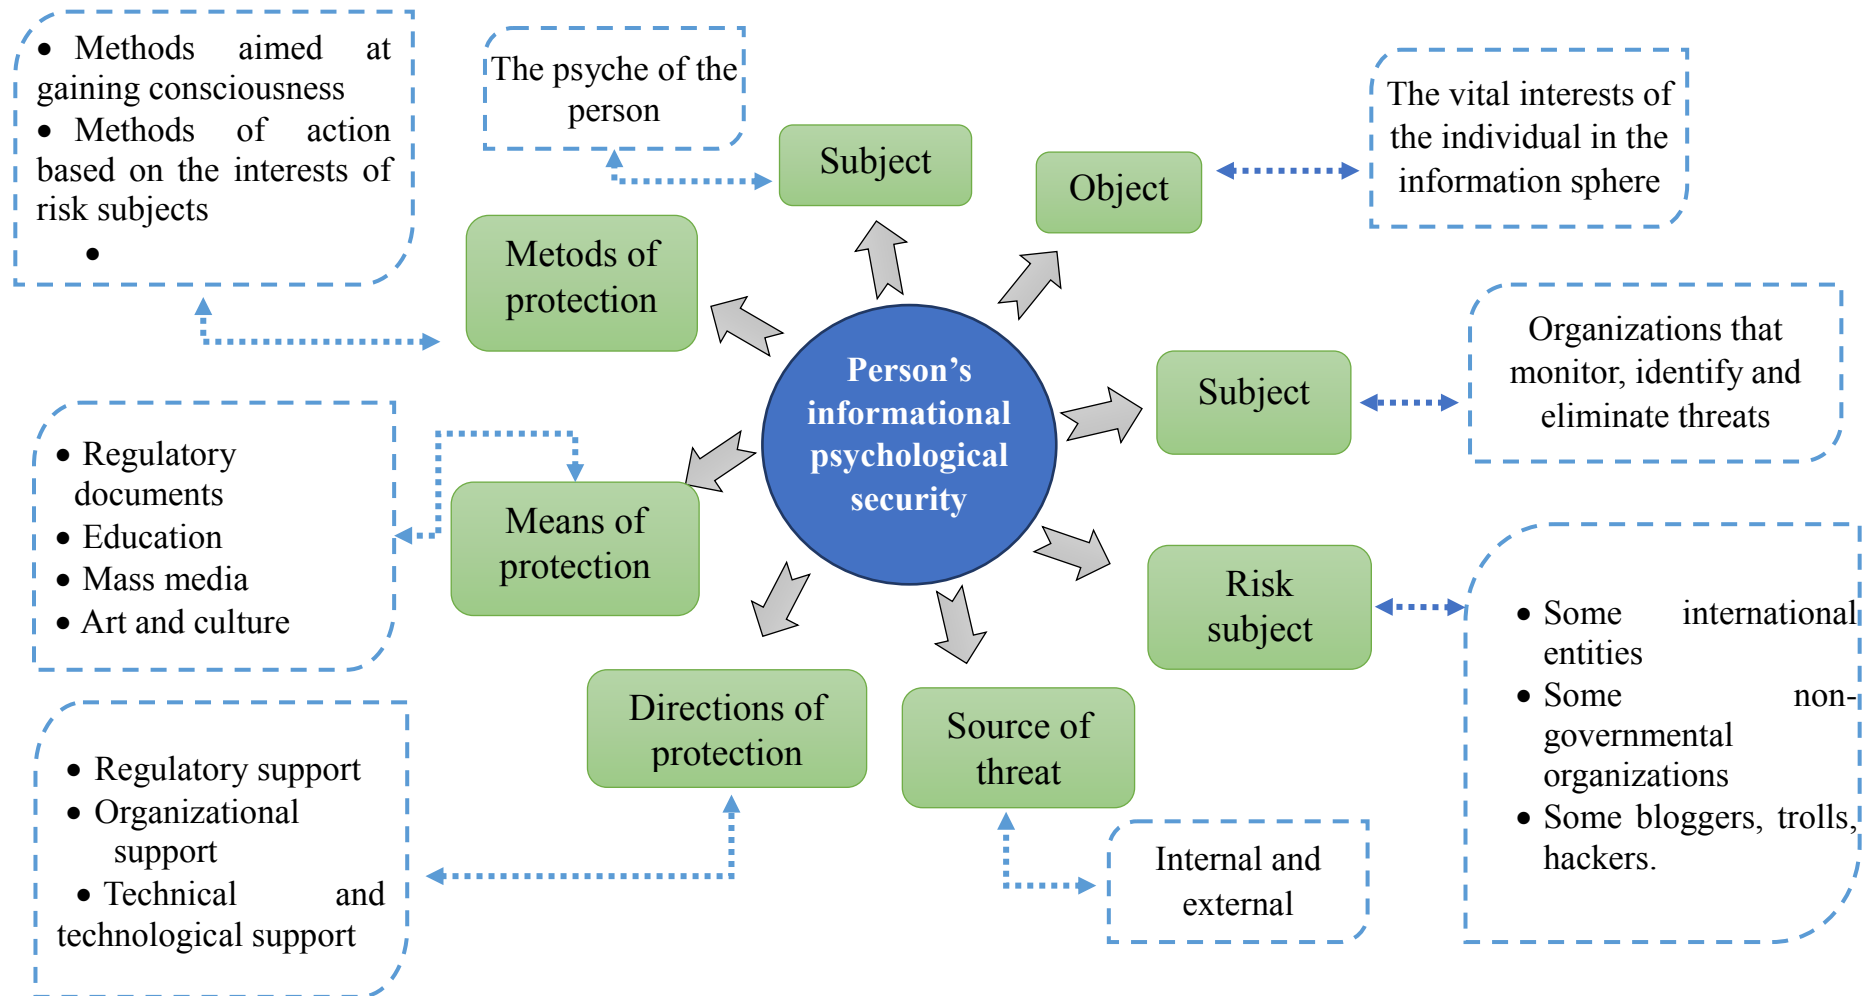 • Methods aimed at
gaining consciousness
• Methods of action
based on the interests of
risk subjects
•
The psyche of the
person
Subject
Object
The vital interests of
the individual in the
information sphere
Metods of
protection
Person’s
informational
psychological
security
Subject
Organizations that
monitor, identify and
eliminate threats
• Regulatory
documents
• Education
• Mass media
• Art and culture
Means of
protection
Risk
subject
• Some international
entities
• Some non-
governmental
organizations
• Some bloggers, trolls,
hackers.
Directions of
protection
Source of
threat
• Regulatory support
• Organizational
support
• Technical and
technological support
Internal and
external